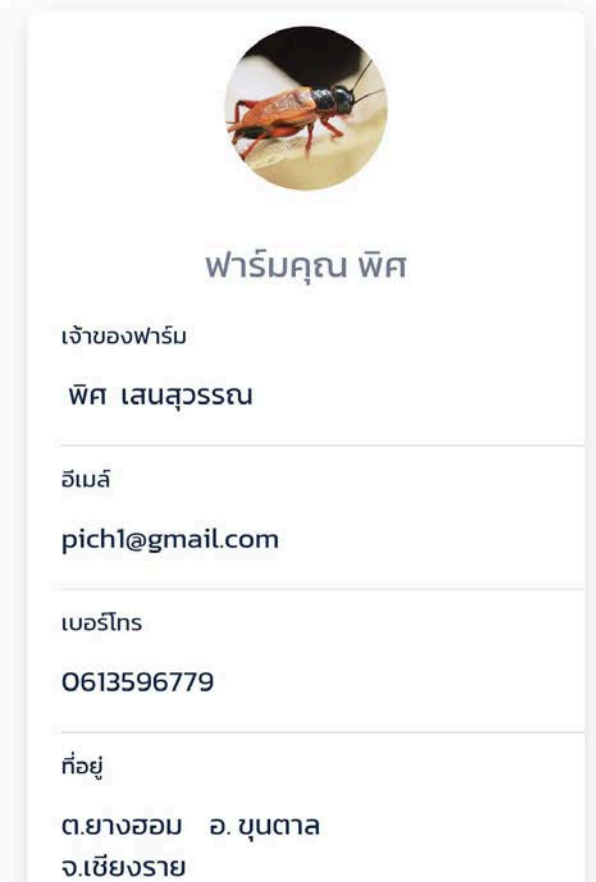 ฟาร์มคุณ พิศ
เจ้าของฟาร์ม
พิศ เสนสุวรรณ
อีเมล์
pich1@gmail.com
เบอร์โทร
0613596779
ที่อยู่
ต.ยางฮอม อ. ขุนตาล
จ.เชียงราย